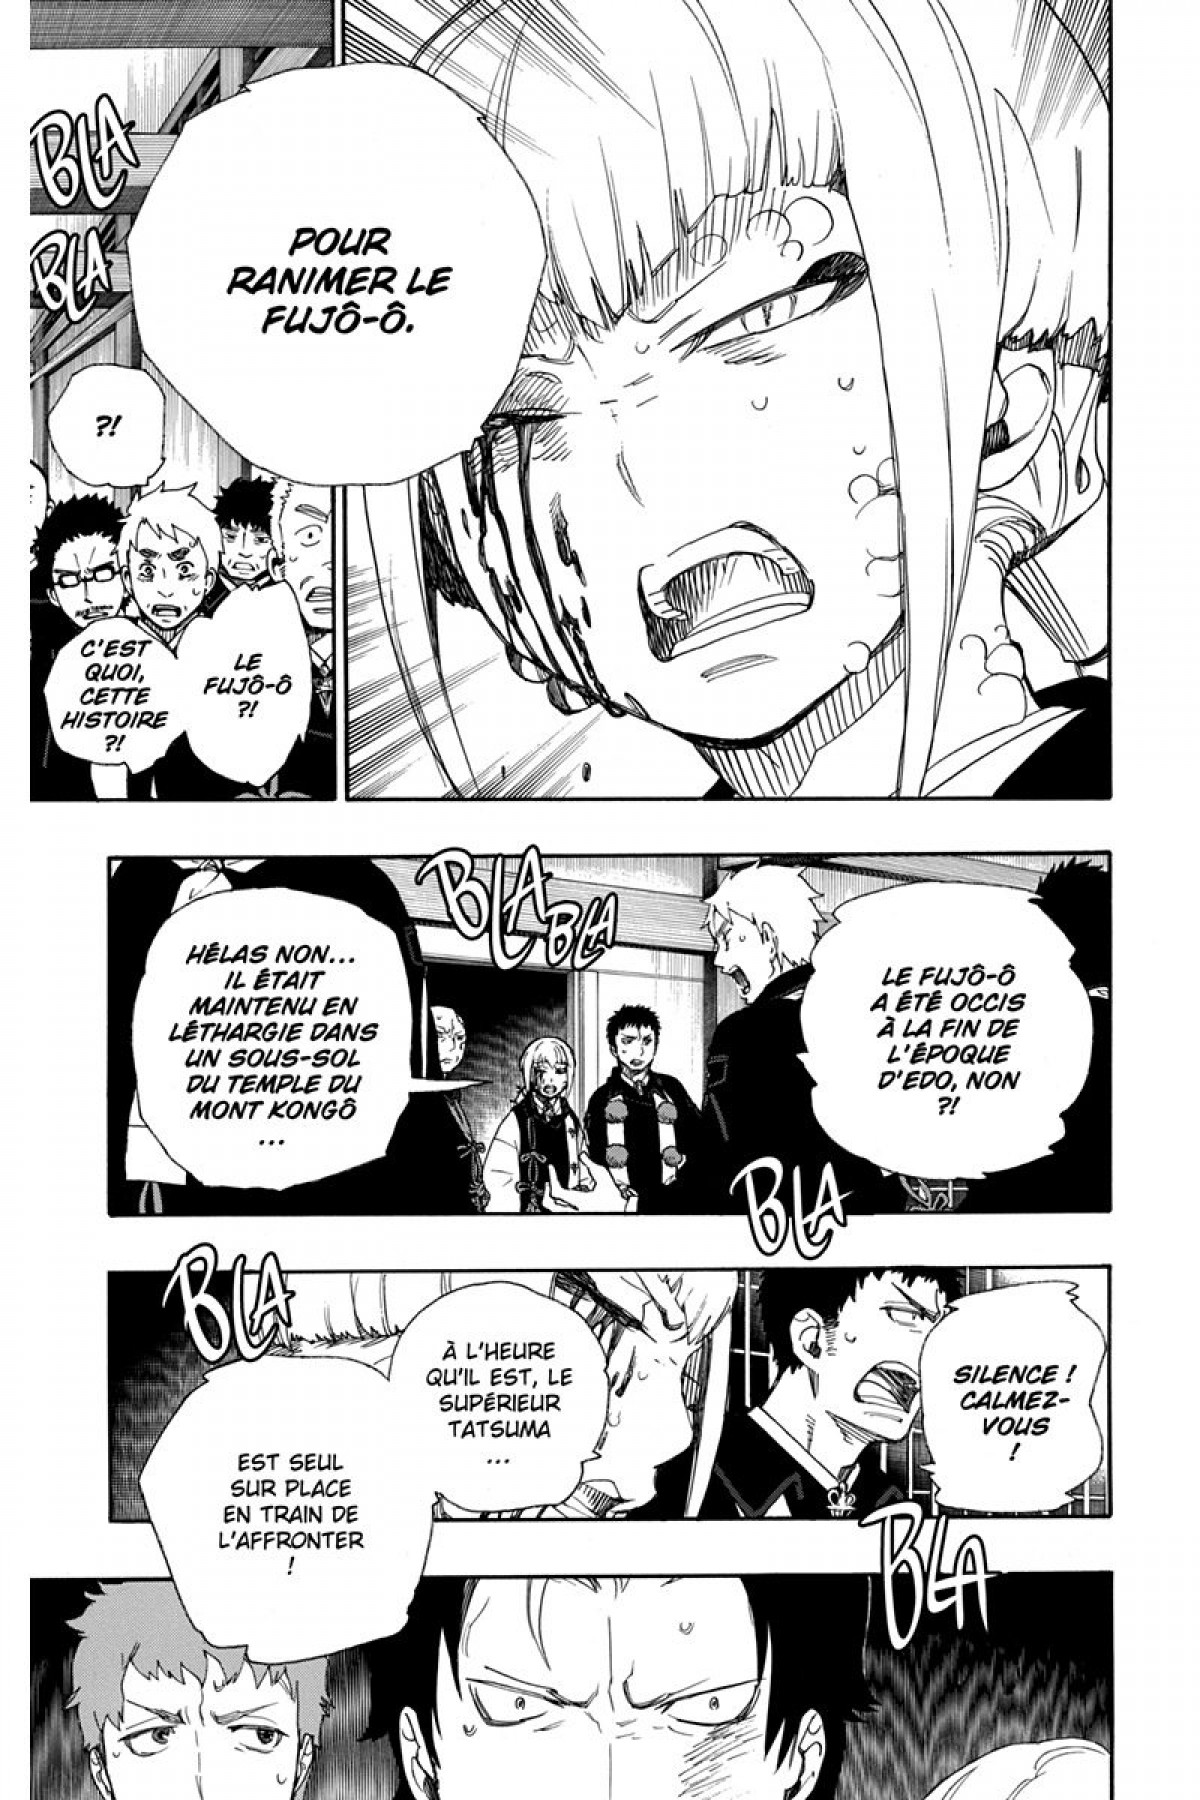 POUR
RANIMER LE
FUJÔ-Ô.
BLA
BLA
?!
LE
FUJÔ-Ô
?!
C'EST
QUOI,
CETTE
HISTOIRE
?!
LE FUJÔ-Ô
A ÉTÉ OCCIS
À LA FIN DE
L'ÉPOQUE
D'EDO, NON
?!
BLA
BLA
HÉLAS NON...
IL ÉTAIT
MAINTENU EN
LÉTHARGIE DANS
UN SOUS-SOL
DU TEMPLE DU
MONT KONGÔ
...
BLA
SILENCE !
CALMEZ-
VOUS
!
BLA
À L'HEURE
QU'IL EST, LE
SUPÉRIEUR
TATSUMA
...
EST SEUL
SUR PLACE
EN TRAIN DE
L'AFFRONTER
!
BLA